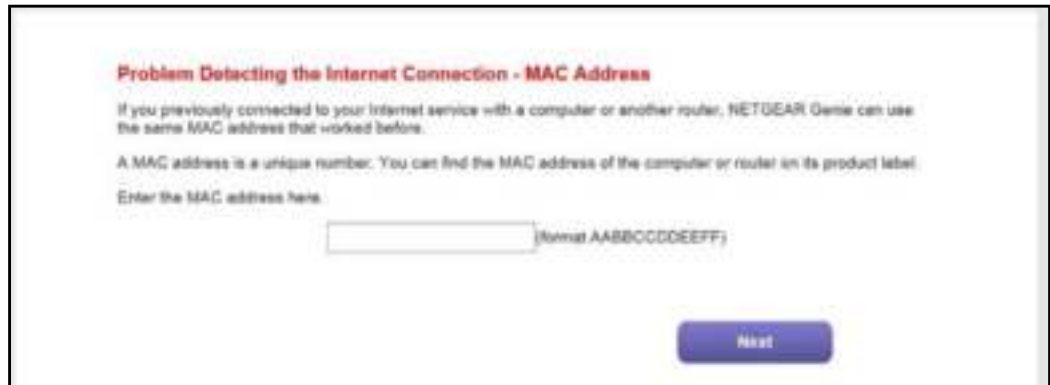 Problem Detecting the Internet Connection - MAC Address
If you previously connected to your Internet service with a computer or another router, NETGEAR Genie can use
the same MAC address that worked before.
A MAC address is a unique number. You can find the MAC address of the computer or router on its product label.
Enter the MAC address here.
(format AABBCCDDEEFF)
Next